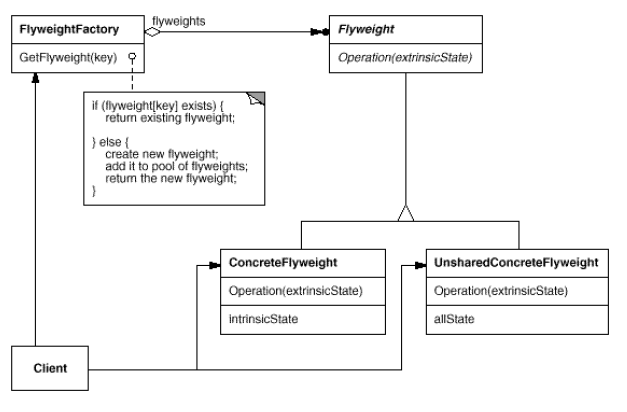 flyweights
FlyweightFactory
Flyweight
GetFlyweight(key)
Operation(extrinsicState)
if (flyweight[key] exists) {
return existing flyweight;
} else {
create new flyweight;
add it to pool of flyweights;
return the new flyweight;
}
ConcreteFlyweight
UnsharedConcreteFlyweight
Operation(extrinsicState)
Operation(extrinsicState)
intrinsicState
allState
Client